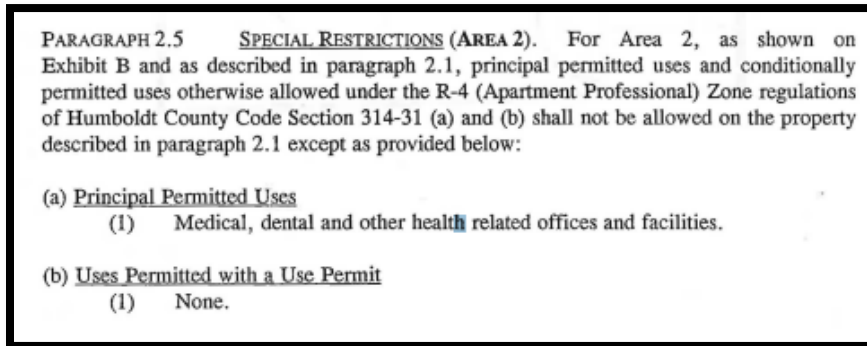 PARAGRAPH 2.5 SPECIAL RESTRICTIONS (AREA 2). For Area 2, as shown on
Exhibit B and as described in paragraph 2.1, principal permitted uses and conditionally
permitted uses otherwise allowed under the R-4 (Apartment Professional) Zone regulations
of Humboldt County Code Section 314-31 (a) and (b) shall not be allowed on the property
described in paragraph 2.1 except as provided below:
(a) Principal Permitted Uses
(1) Medical, dental and other health related offices and facilities.
(b) Uses Permitted with a Use Permit
(1) None.